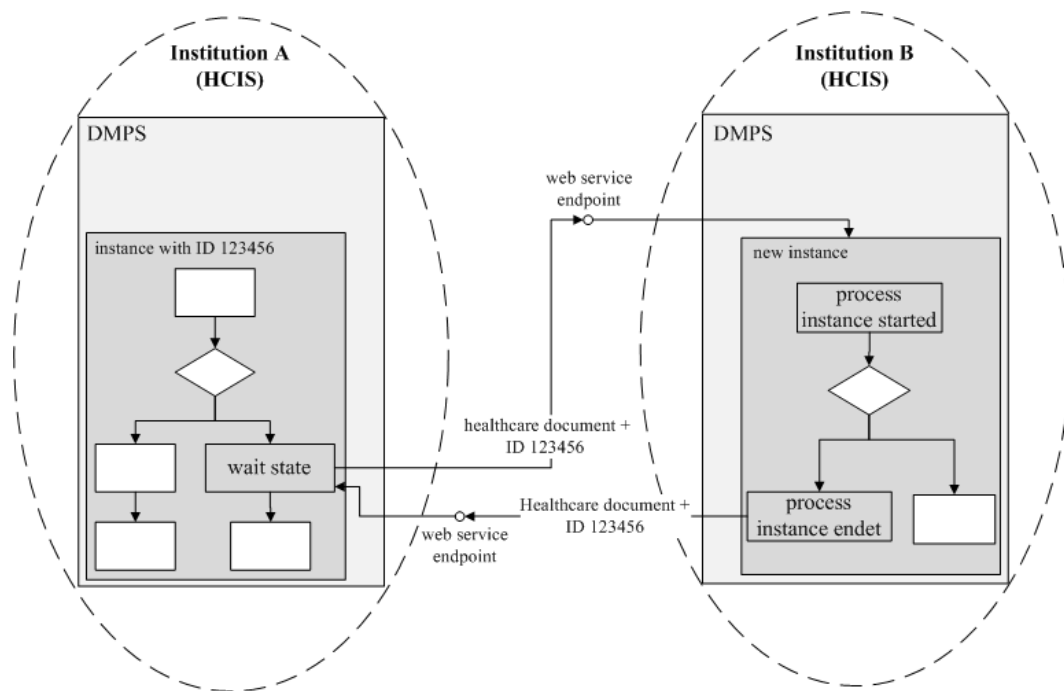 Institution A
(HCIS)
DMPS
instance with ID 123456
wait state
healthcare document +
ID 123456
Healthcare document +
ID 123456
web service
endpoint
web service
endpoint
Institution B
(HCIS)
DMPS
new instance
process
instance started
process
instance endet